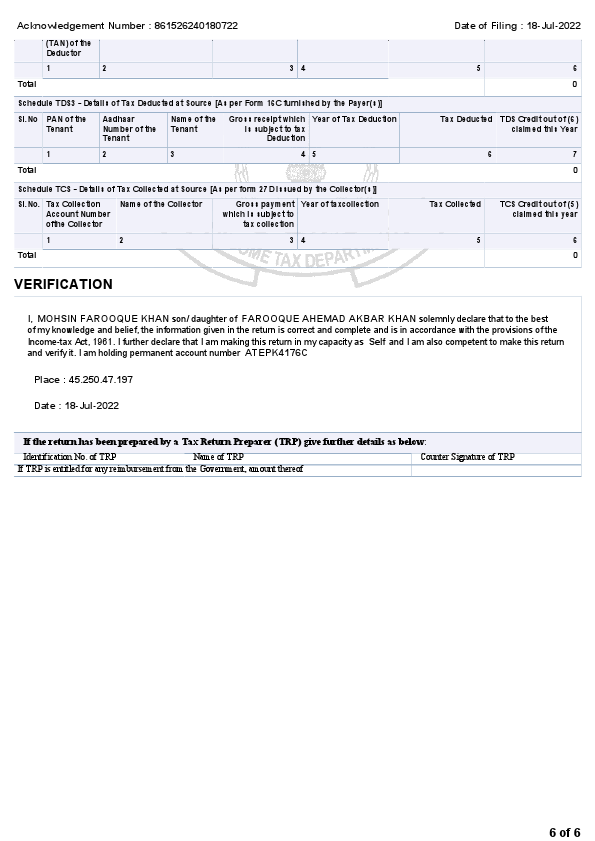 Acknowledgement Number : 861526240180722 Date of Filing : 18-Jul-2022
(TAN) of the
Deductor
1 2 3 4 5 6
Total 0
Schedule TDS3 - Details of Tax Deducted at Source [As per Form 16C furnished by the Payer(s)]
Sl.No PAN of the Aadhaar Name of the Gross receipt which Year of Tax Deduction Tax Deducted TDS Credit out of (6)
Tenant Number of the Tenant is subject to tax claimed this Year
Tenant Deduction
1 2 3 4 5 6 7
Total 0
Schedule TCS - Details of Tax Collected at Source [As per form 27D issued by the Collector(s)]
Sl.No. Tax Collection Name of the Collector Gross payment Year of tax collection Tax Collected TCS Credit out of (5)
Account Number which is subject to claimed this year
of the Collector tax collection
1 2 3 4 5 6
OME TAX DEPARTM
Total 0
VERIFICATION
I, MOHSIN FAROOQUE KHAN son/ daughter of FAROOQUE AHEMAD AKBAR KHAN solemnly declare that to the best
of my knowledge and belief, the information given in the return is correct and complete and is in accordance with the provisions of the
Income-tax Act, 1961. I further declare that I am making this return in my capacity as Self and I am also competent to make this return
and verify it. I am holding permanent account number ATEPK4176C
Place : 45.250.47.197
Date : 18-Jul-2022
If the return has been prepared by a Tax Return Preparer (TRP) give further details as below:
Identification No. of TRP Name of TRP Counter Signature of TRP
If TRP is entitled for any reimbursement from the Government, amount thereof
6 of 6